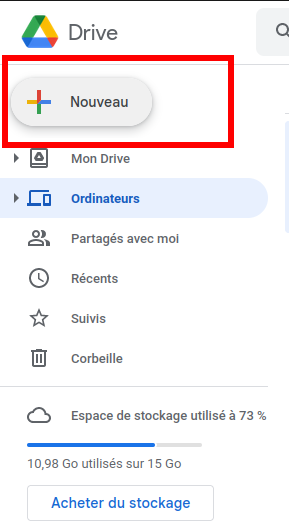 Drive
Nouveau
Mon Drive
Ordinateurs
Partagés avec moi
Récents
Suivis
Corbeille
Espace de stockage utilisé à 73 %
10,98 Go utilisés sur 15 Go
Acheter du stockage